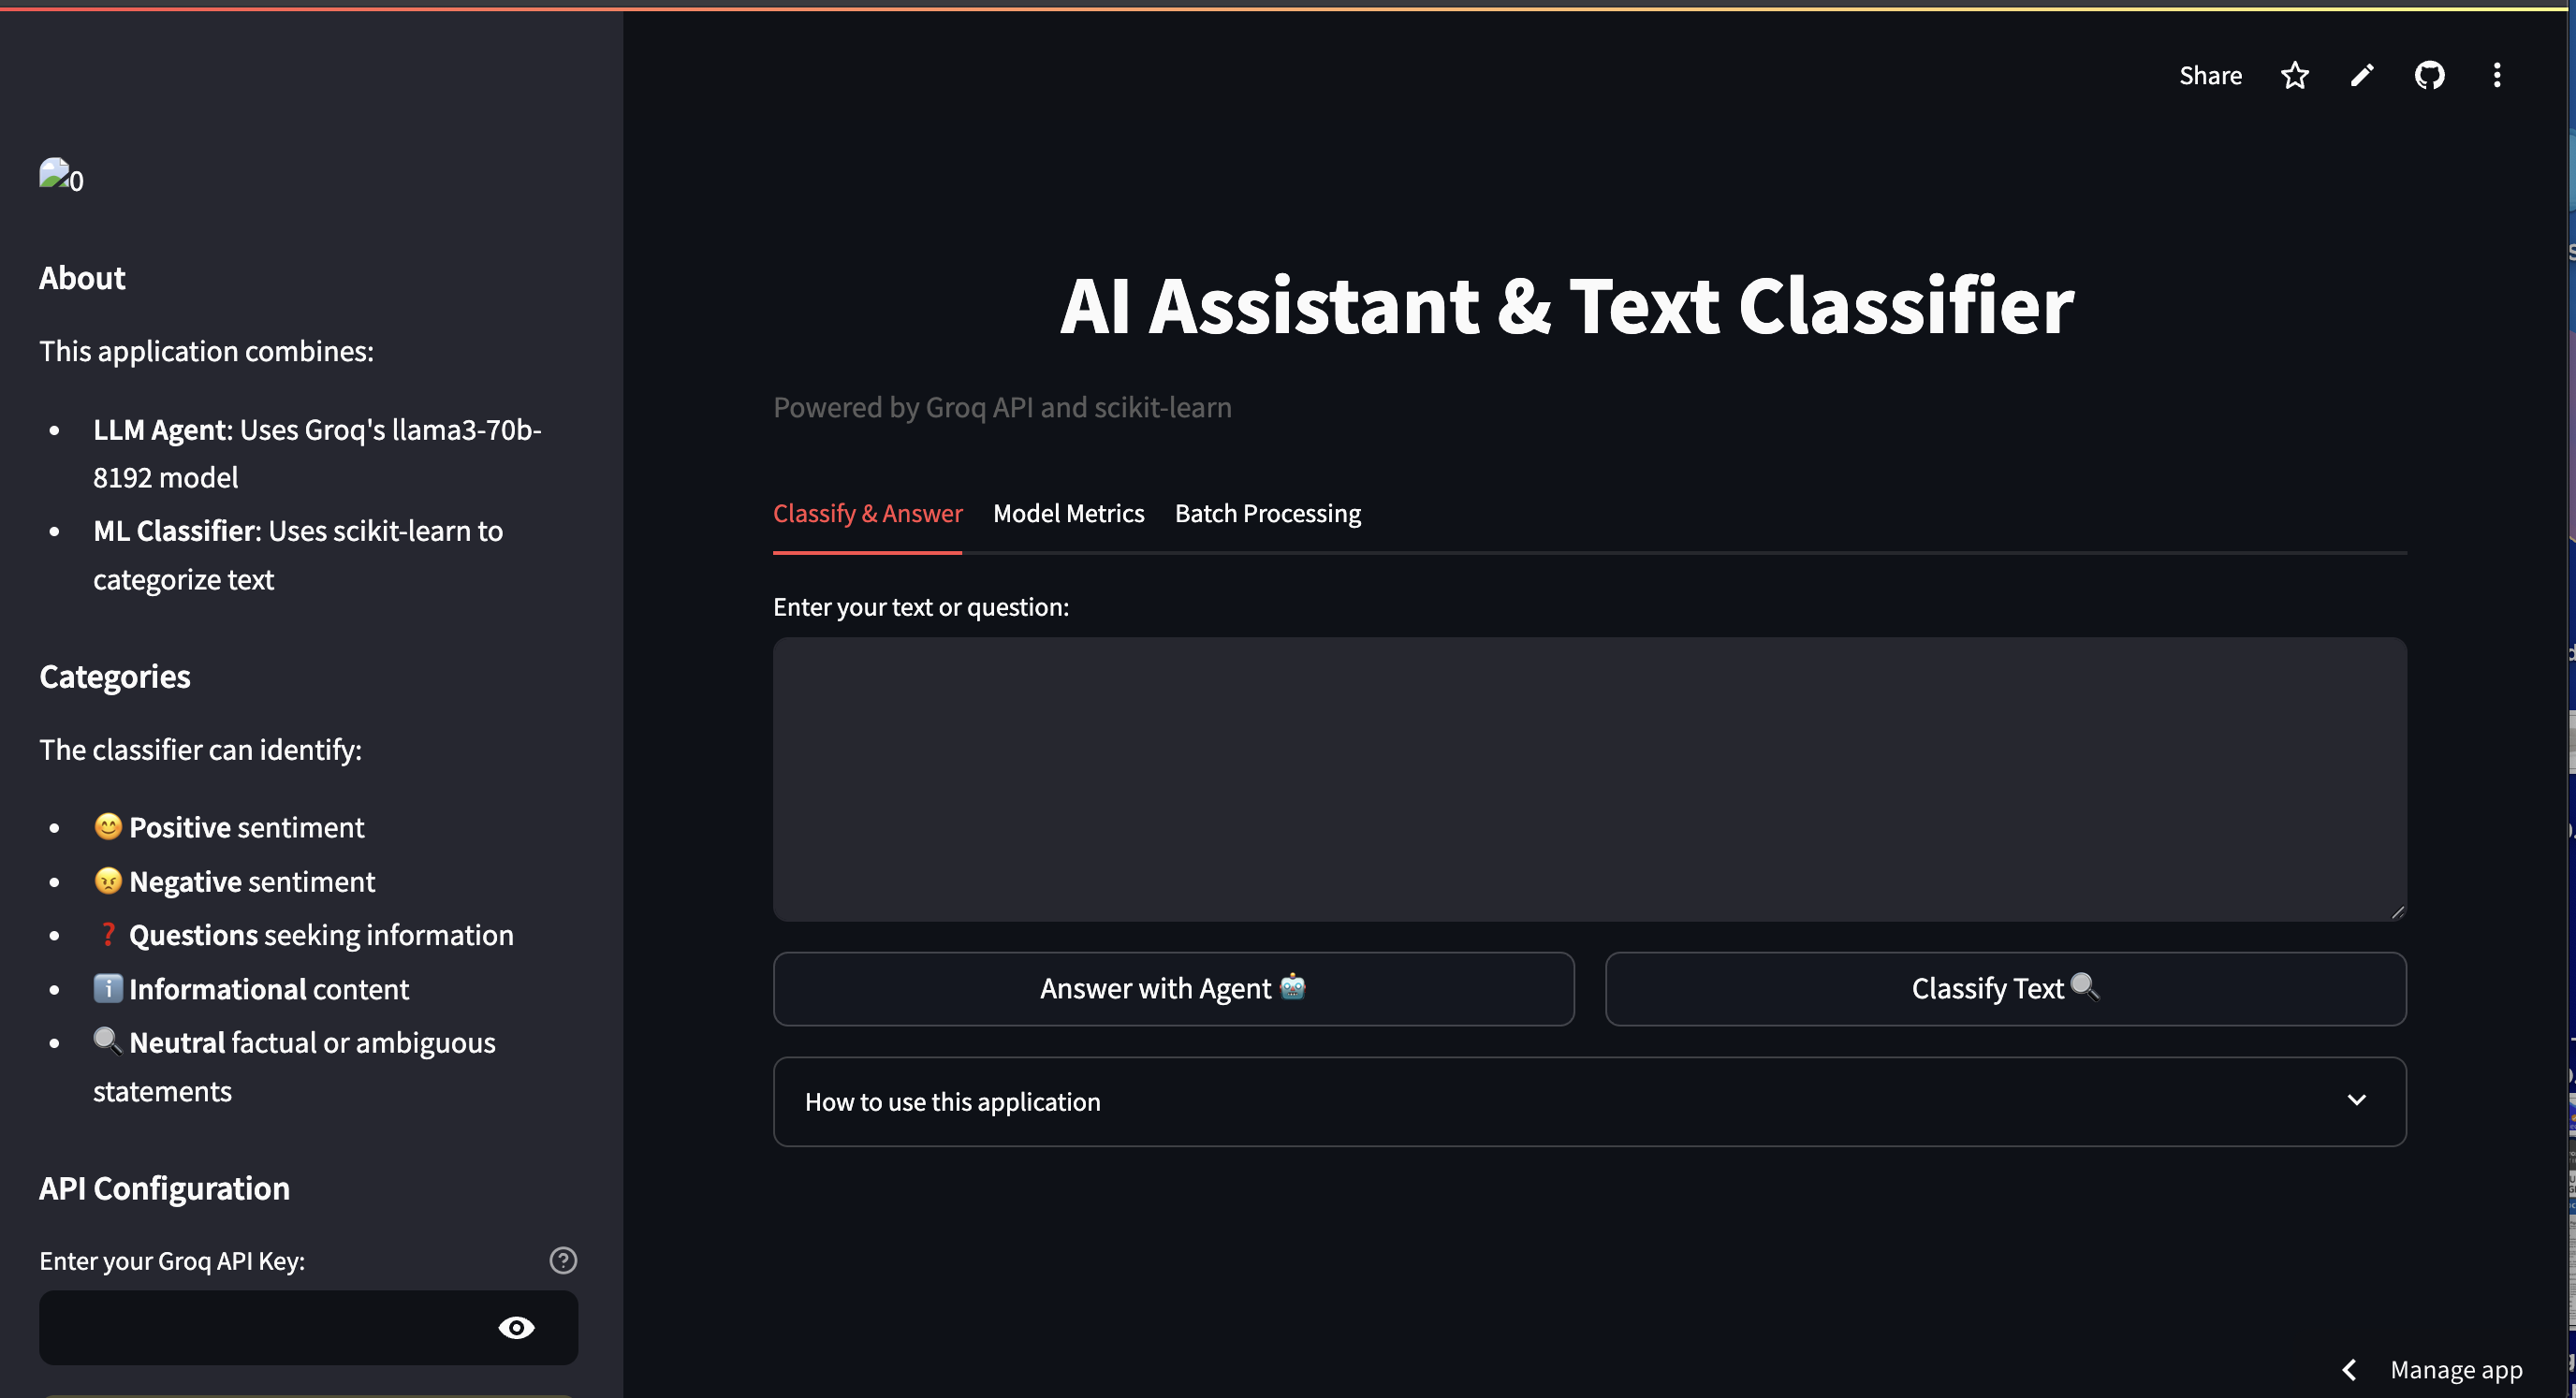 Share
0
About
This application combines:
LLM Agent: Uses Groq's llama3-70b-
8192 model
ML Classifier: Uses scikit-learn to
categorize text
Categories
The classifier can identify:
😊 Positive sentiment
😠 Negative sentiment
❓ Questions seeking information
ℹ️ Informational content
🔍 Neutral factual or ambiguous
statements
API Configuration
Enter your Groq API Key:
AI Assistant & Text Classifier
Powered by Groq API and scikit-learn
Classify & Answer Model Metrics Batch Processing
Enter your text or question:
Answer with Agent 🤖 Classify Text 🔍
How to use this application
Manage app